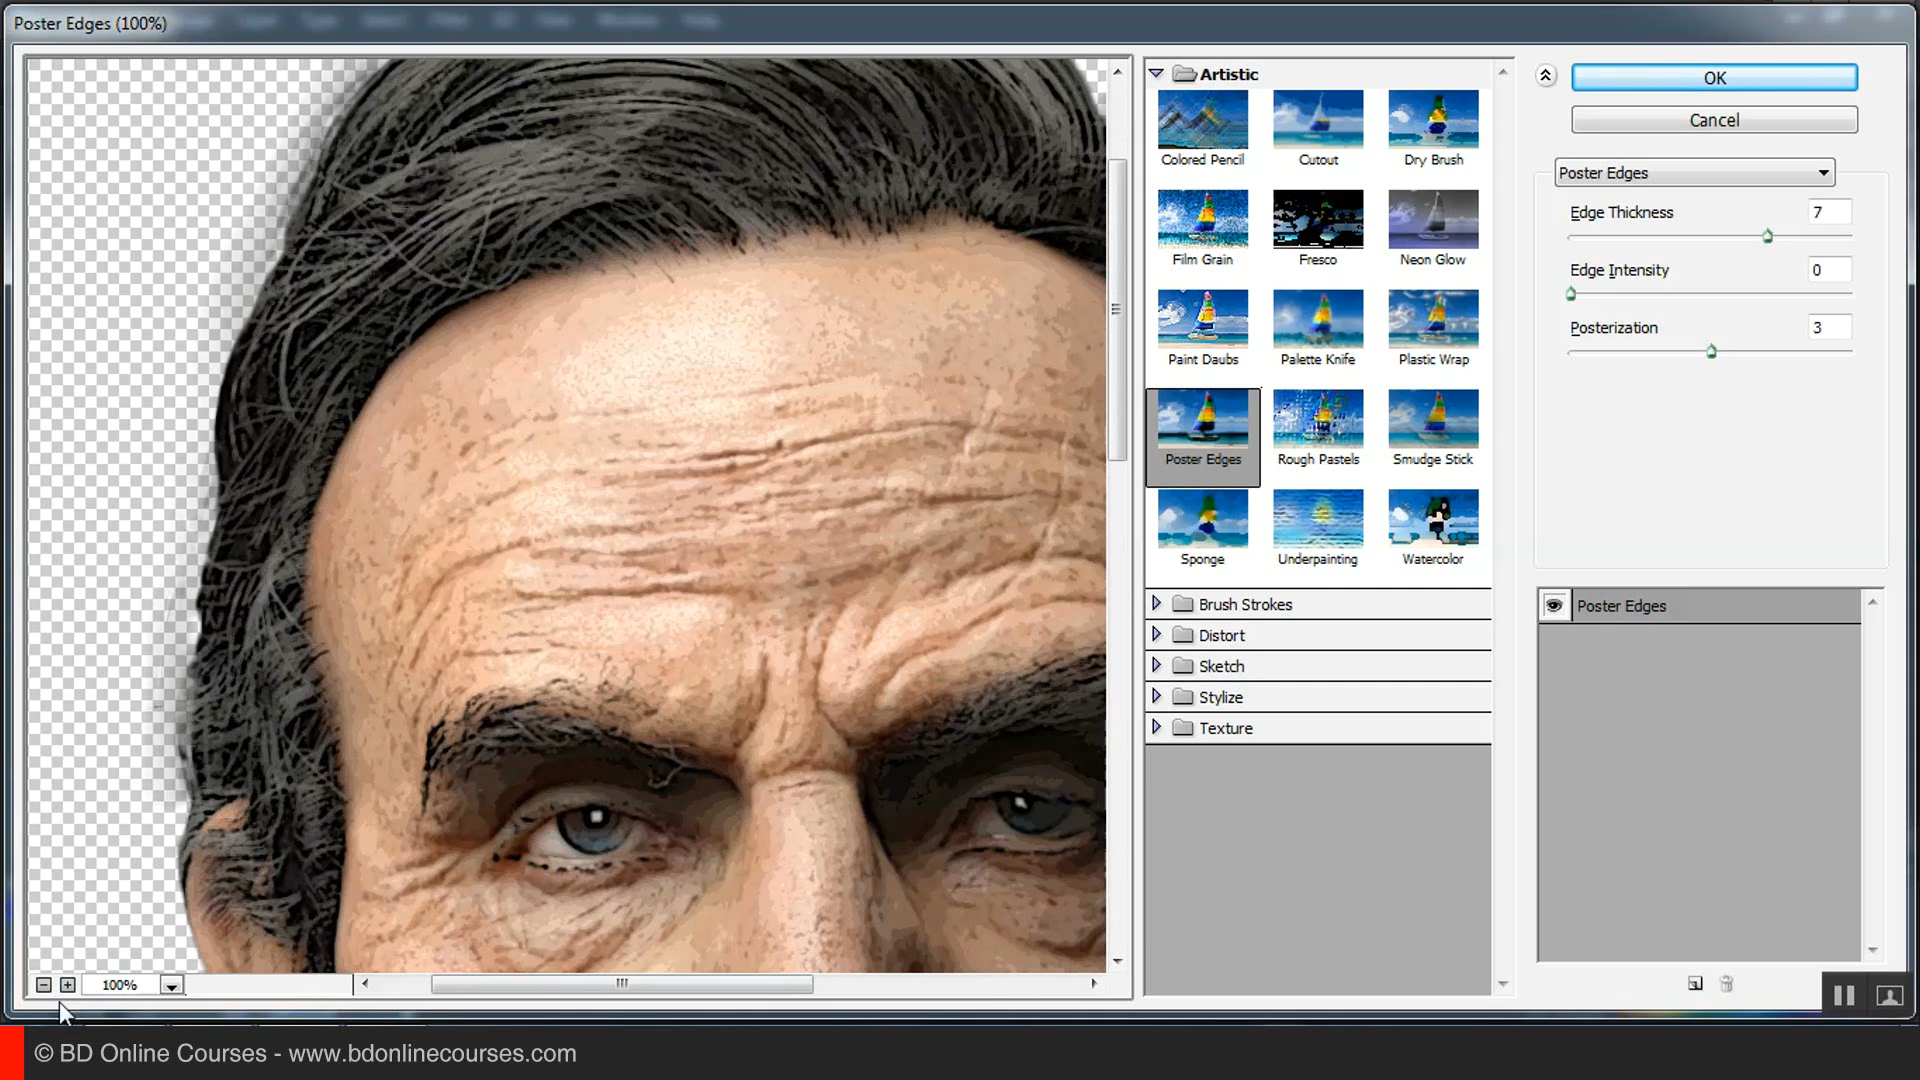 Poster Edges (100%)
Artistic
Colored Pencil
Cutout
Dry Brush
Film Grain
Fresco
Neon Glow
Paint Daubs
Palette Knife
Plastic Wrap
Poster Edges
Rough Pastels
Smudge Stick
Sponge
Underpainting
Watercolor
Brush Strokes
Distort
Sketch
Stylize
Texture
OK
Cancel
Poster Edges
Edge Thickness 7
Edge Intensity 0
Posterization 3
Poster Edges
100%
© BD Online Courses - www.bdonlinecourses.com